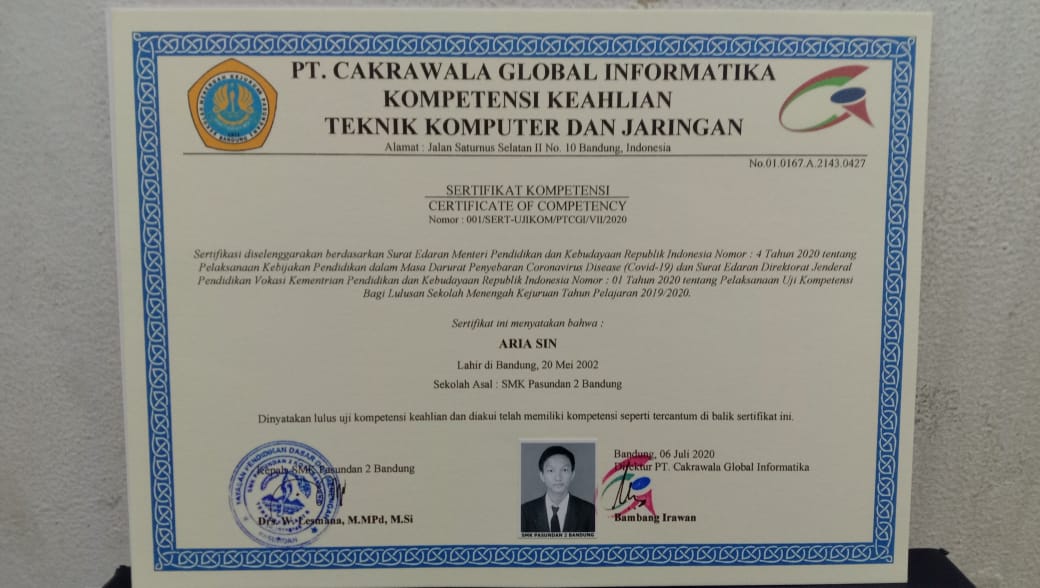 PT. CAKRAWALA GLOBAL INFORMATIKA
KOMPETENSI KEAHLIAN
TEKNIK KOMPUTER DAN JARINGAN
Alamat : Jalan Saturnus Selatan II No. 10 Bandung, Indonesia
No.01.0167.A.2143.0427
SERTIFIKAT KOMPETENSI
CERTIFICATE OF COMPETENCY
Nomor : 001/SERT-UJIKOM/PTCGI/VII/2020
Sertifikasi diselenggarakan berdasarkan Surat Edaran Menteri Pendidikan dan Kebudayaan Republik Indonesia Nomor : 4 Tahun 2020 tentang
Pelaksanaan Kebijakan Pendidikan dalam Masa Darurat Penyebaran Coronavirus Disease (Covid-19) dan Surat Edaran Direktorat Jenderal
Pendidikan Vokasi Kementrian Pendidikan dan Kebudayaan Republik Indonesia Nomor : 01 Tahun 2020 tentang Pelaksanaan Uji Kompetensi
Bagi Lulusan Sekolah Menengah Kejuruan Tahun Pelajaran 2019/2020.
Sertifikat ini menyatakan bahwa :
ARIA SIN
Lahir di Bandung, 20 Mei 2002
Sekolah Asal : SMK Pasundan 2 Bandung
Dinyatakan lulus uji kompetensi keahlian dan diakui telah memiliki kompetensi seperti tercantum di balik sertifikat ini.
Kepala SMK Pasundan 2 Bandung
Drs. W. Lesmana, M.MPd, M.Si
SMK PASUNDAN 2 BANDUNG
Bandung, 06 Juli 2020
Direktur PT. Cakrawala Global Informatika
Bambang Irawan